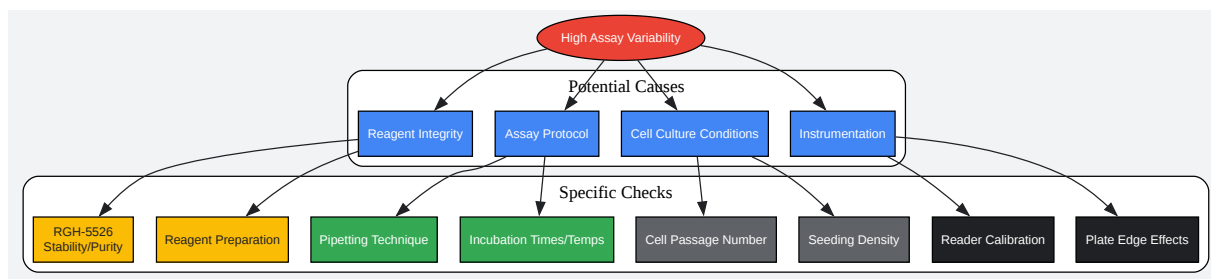 High Assay Variability
Potential Causes
Reagent Integrity
Assay Protocol
Cell Culture Conditions
Instrumentation
Specific Checks
RGH-5526
Stability/Purity
Reagent Preparation
Pipetting Technique
Incubation Times/Temps
Cell Passage Number
Seeding Density
Reader Calibration
Plate Edge Effects